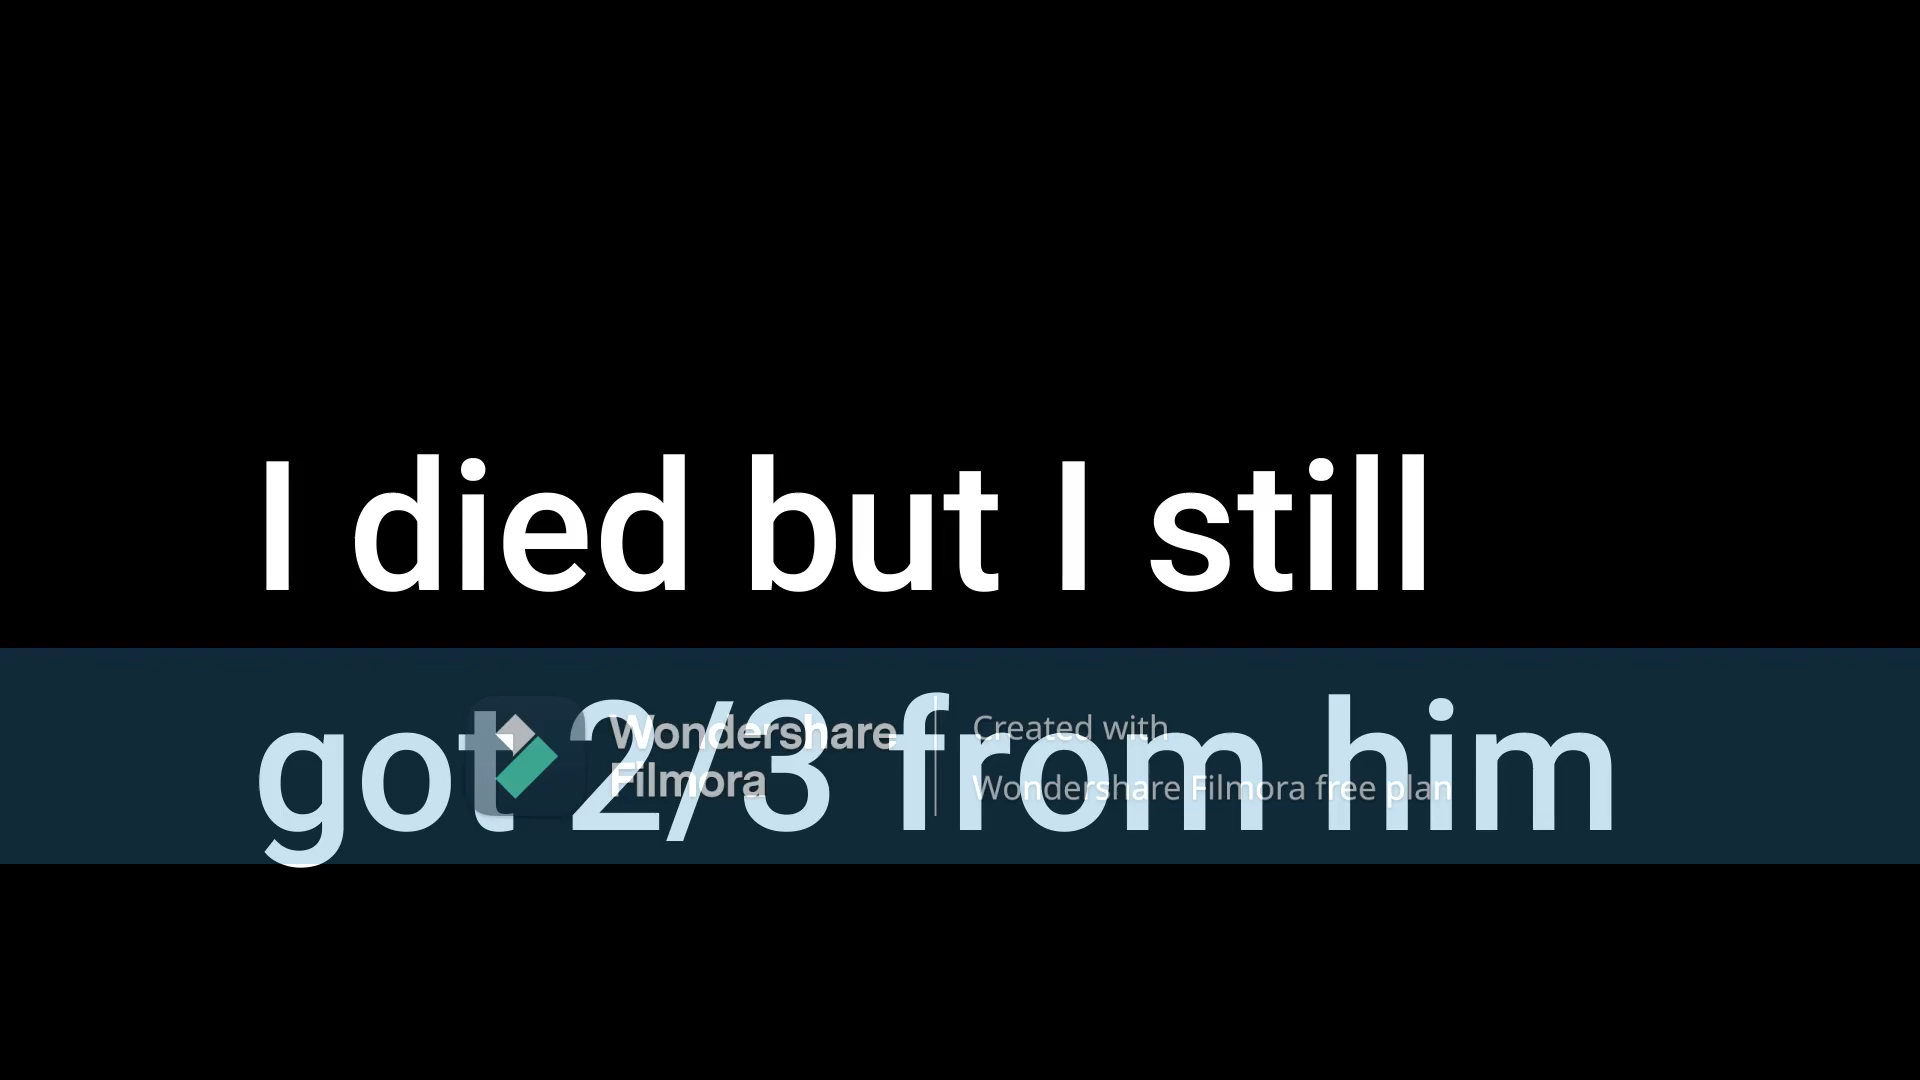 I died but I still
got 2/3 from him
Wondershare
Filmora
Created with
Wondershare Filmora free plan